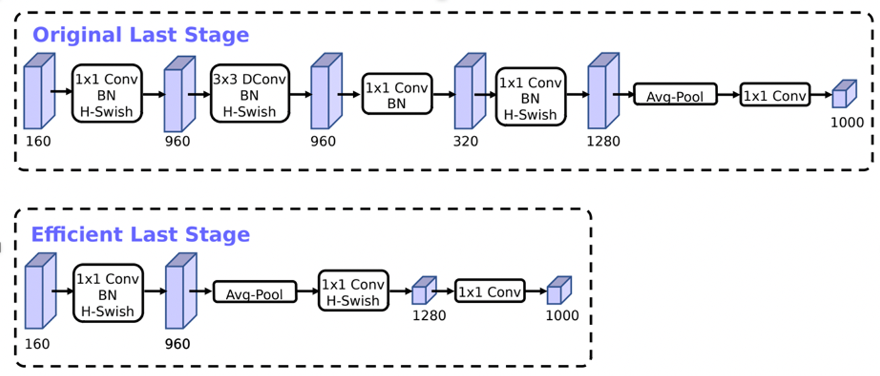 Original Last Stage
1x1 Conv
BN
H-Swish
3x3 DConv
BN
H-Swish
1x1 Conv
BN
1x1 Conv
BN
H-Swish
Avg-Pool
1x1 Conv
160
960
960
320
1280
1000
Efficient Last Stage
1x1 Conv
BN
H-Swish
Avg-Pool
1x1 Conv
H-Swish
1x1 Conv
160
960
1280
1000